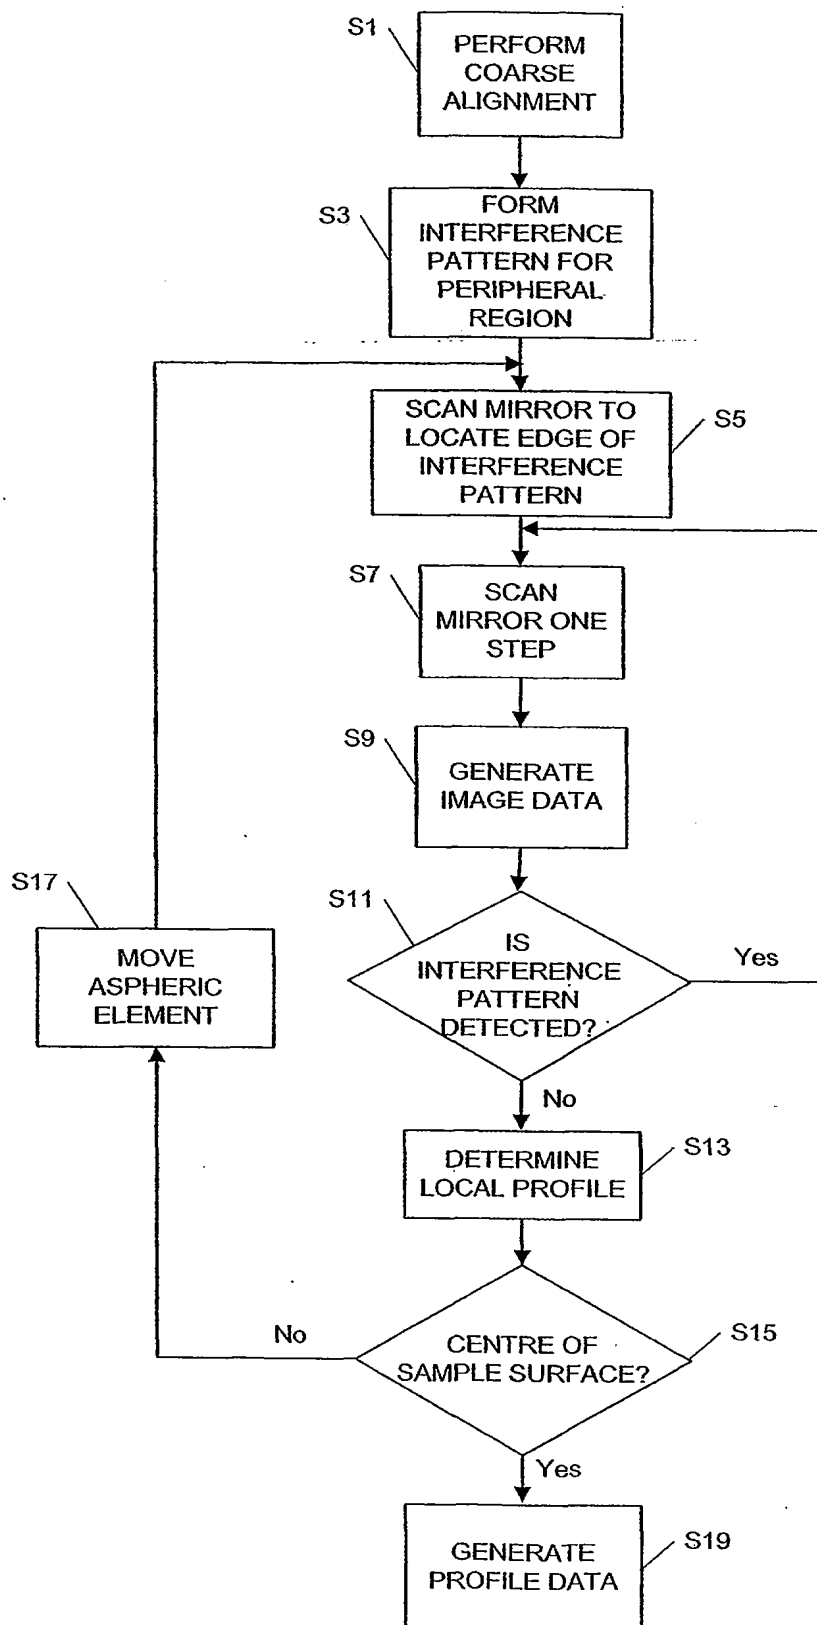 S1
PERFORM
COARSE
ALIGNMENT
S3
FORM
INTERFERENCE
PATTERN FOR
PERIPHERAL
REGION
SCAN MIRROR TO
LOCATE EDGE OF
INTERFERENCE
PATTERN
S5
S7
SCAN
MIRROR ONE
STEP
S9
GENERATE
IMAGE DATA
S17
MOVE
ASPHERIC
ELEMENT
S11
IS
INTERFERENCE
PATTERN
DETECTED?
Yes
No
DETERMINE
LOCAL PROFILE
S13
No
CENTRE OF
SAMPLE SURFACE?
S15
Yes
GENERATE
PROFILE DATA
S19